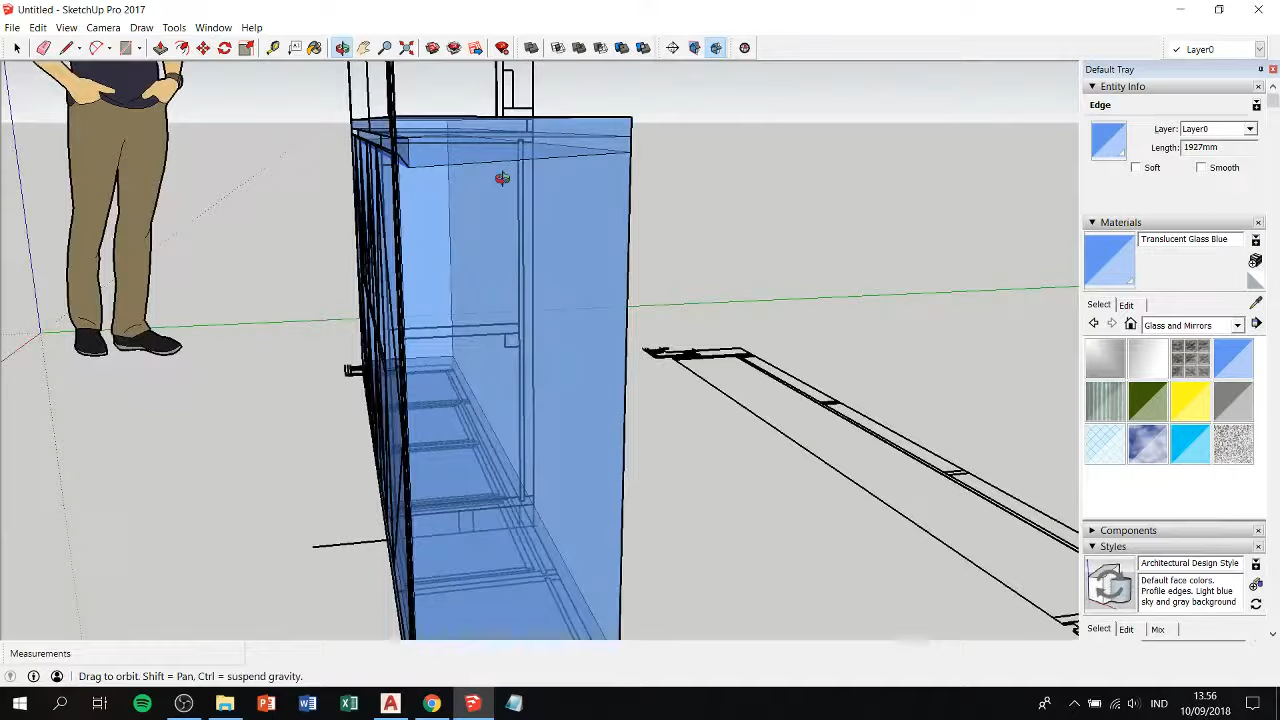 Untitled - SketchUp Pro 2017
File Edit View Camera Draw Tools Window Help
Layer0
Default Tray
Entity Info
Edge
Layer: Layer0
Length: 1927mm
Soft Smooth
Materials
Translucent Glass Blue
Select Edit
Glass and Mirrors
Components
Styles
Architectural Design Style
Default face colors.
Profile edges. Light blue
sky and gray background
Select Edit Mix
Measurements
Drag to orbit. Shift = Pan, Ctrl = suspend gravity.
IND
13.56
10/09/2018